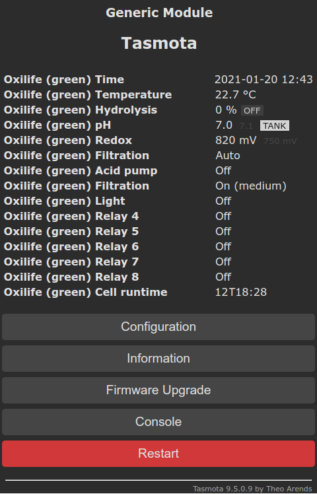 Generic Module
Tasmota
Oxilife (green) Time 2021-01-20 12:43
Oxilife (green) Temperature 22.7 °C
Oxilife (green) Hydrolysis 0 % OFF
Oxilife (green) pH 7.0 7.1 TANK
Oxilife (green) Redox 820 mV 750 mV
Oxilife (green) Filtration Auto
Oxilife (green) Acid pump Off
Oxilife (green) Filtration On (medium)
Oxilife (green) Light Off
Oxilife (green) Relay 4 Off
Oxilife (green) Relay 5 Off
Oxilife (green) Relay 6 Off
Oxilife (green) Relay 7 Off
Oxilife (green) Relay 8 Off
Oxilife (green) Cell runtime 12T18:28
Configuration
Information
Firmware Upgrade
Console
Restart
Tasmota 9.5.0.9 by Theo Arends